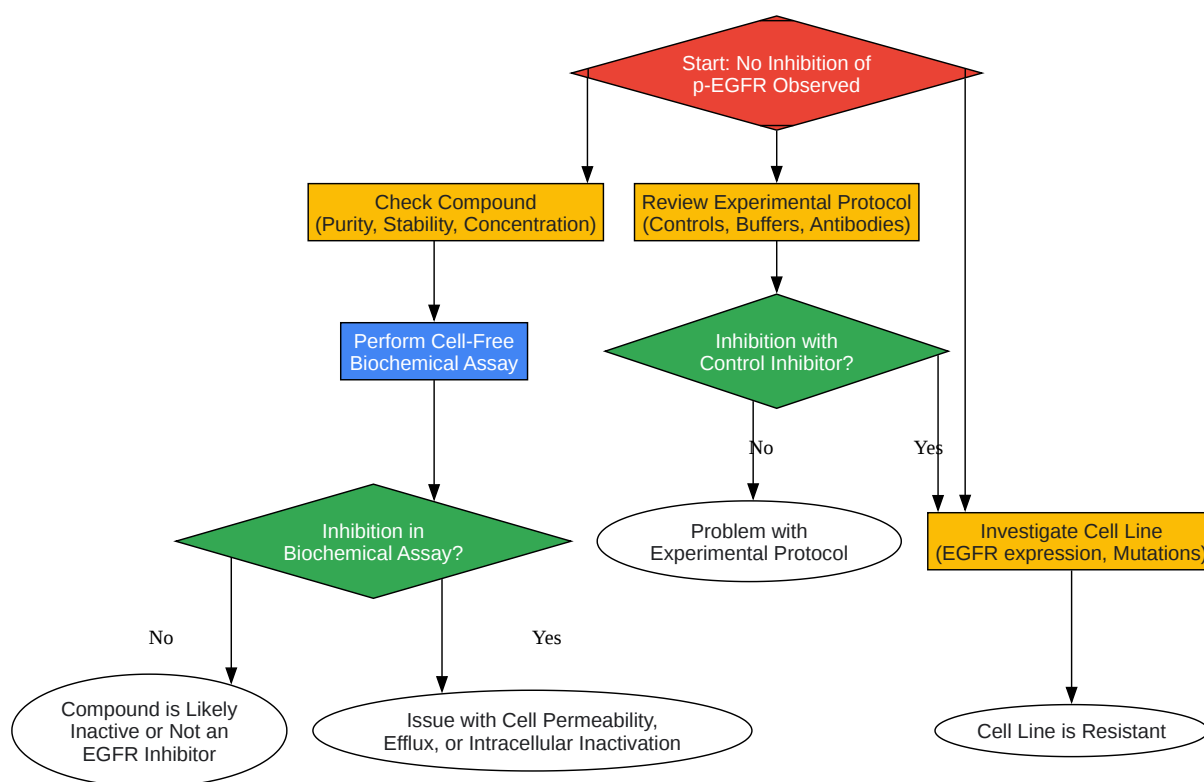 Start: No Inhibition of
p-EGFR Observed
Check Compound
(Purity, Stability, Concentration)
Review Experimental Protocol
(Controls, Buffers, Antibodies)
Perform Cell-Free
Biochemical Assay
Inhibition with
Control Inhibitor?
No
Yes
Inhibition in
Biochemical Assay?
Problem with
Experimental Protocol
Investigate Cell Line
(EGFR expression, Mutations)
No
Yes
Compound is Likely
Inactive or Not an
EGFR Inhibitor
Issue with Cell Permeability,
Efflux, or Intracellular Inactivation
Cell Line is Resistant